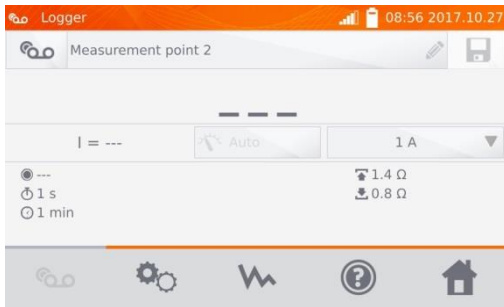 Logger 08:56 2017.10.27
Measurement point 2
---
I = --- Auto 1 A
--- 1.4 Ω
1 s 0.8 Ω
1 min